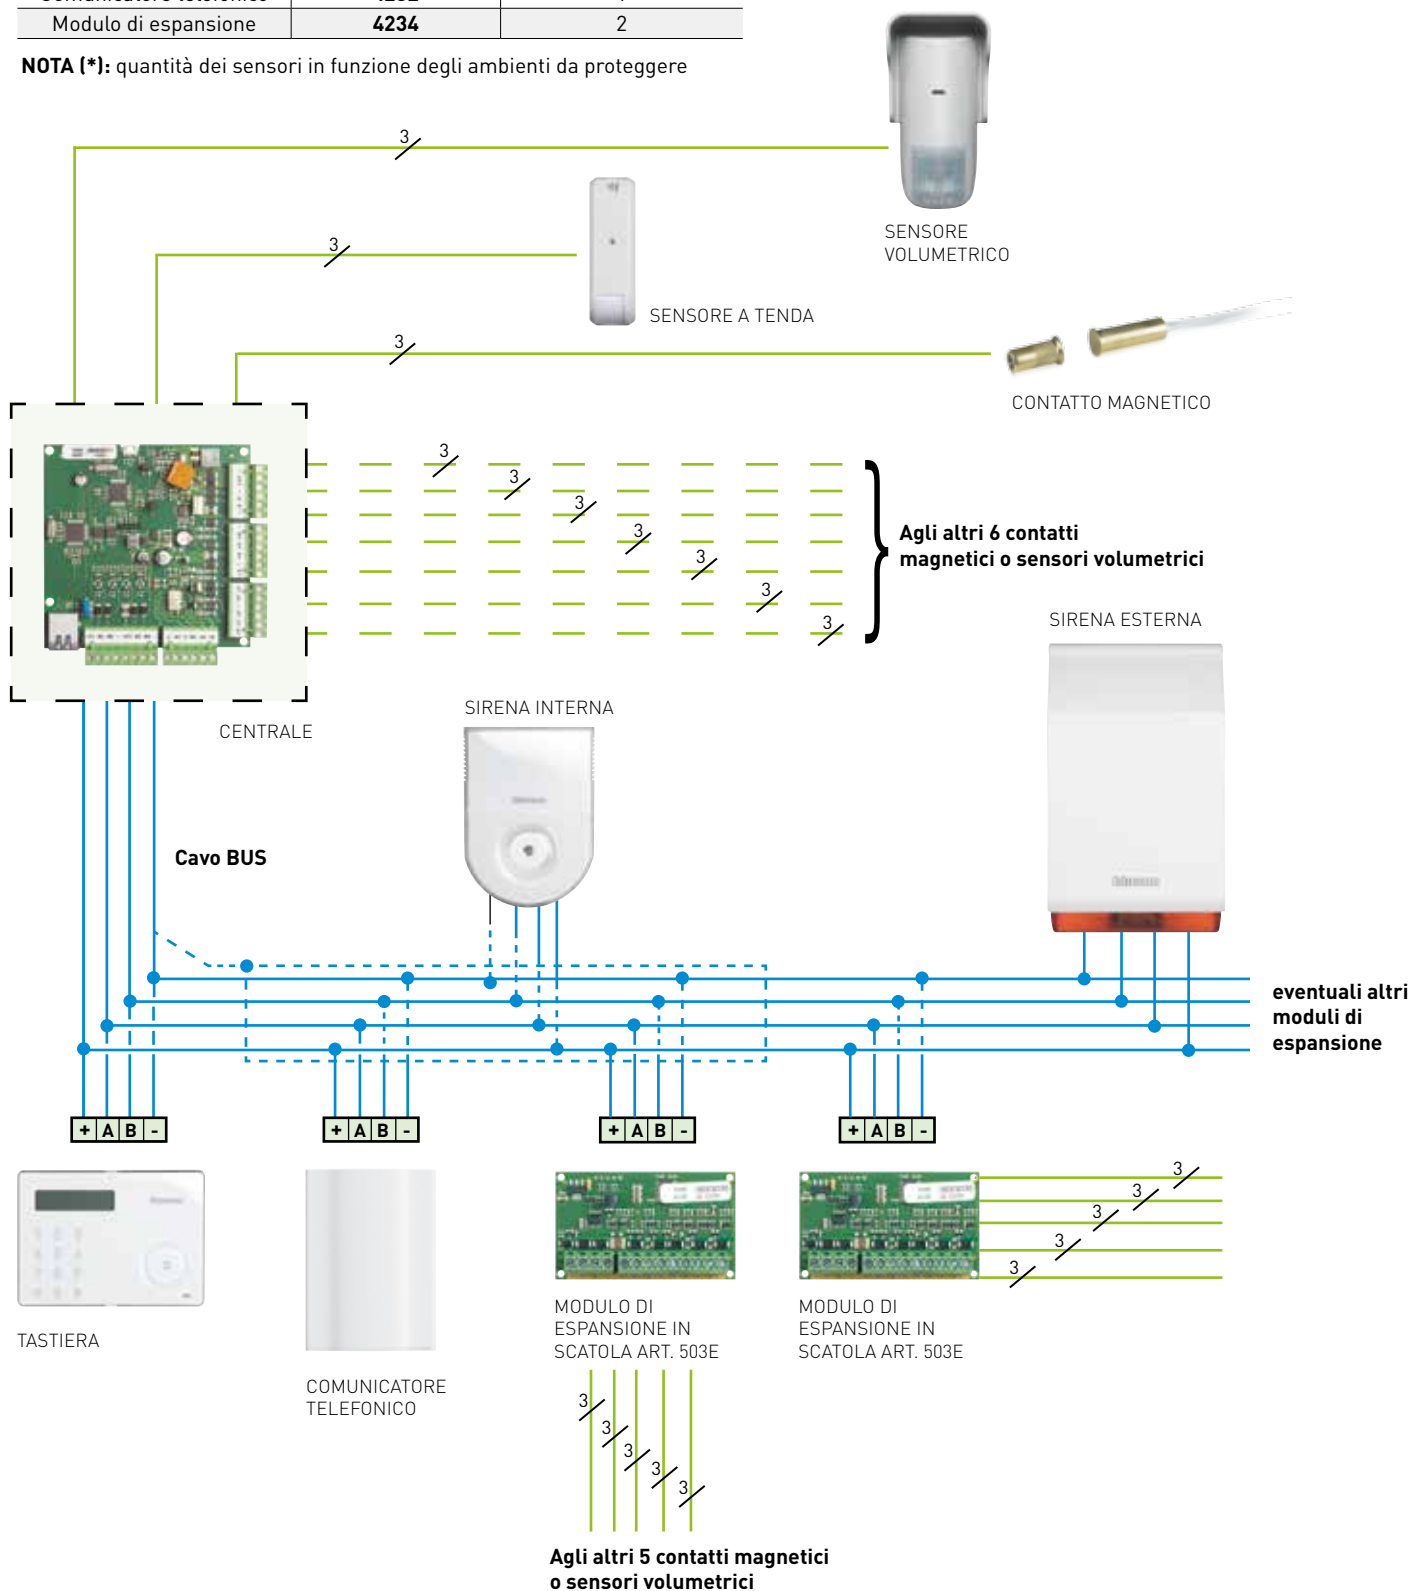 Modulo di espansione 4234 2
NOTA (*): quantità dei sensori in funzione degli ambienti da proteggere
3
SENSORE
VOLUMETRICO
3
SENSORE A TENDA
3
CONTATTO MAGNETICO
3
3
3
3
3
3
3
Agli altri 6 contatti
magnetici o sensori volumetrici
SIRENA ESTERNA
SIRENA INTERNA
CENTRALE
Cavo BUS
eventuali altri
moduli di
espansione
+ A B -
+ A B -
+ A B -
+ A B -
3
3
3
3
3
TASTIERA
COMUNICATORE
TELEFONICO
MODULO DI
ESPANSIONE IN
SCATOLA ART. 503E
MODULO DI
ESPANSIONE IN
SCATOLA ART. 503E
3
3
3
3
3
Agli altri 5 contatti magnetici
o sensori volumetrici